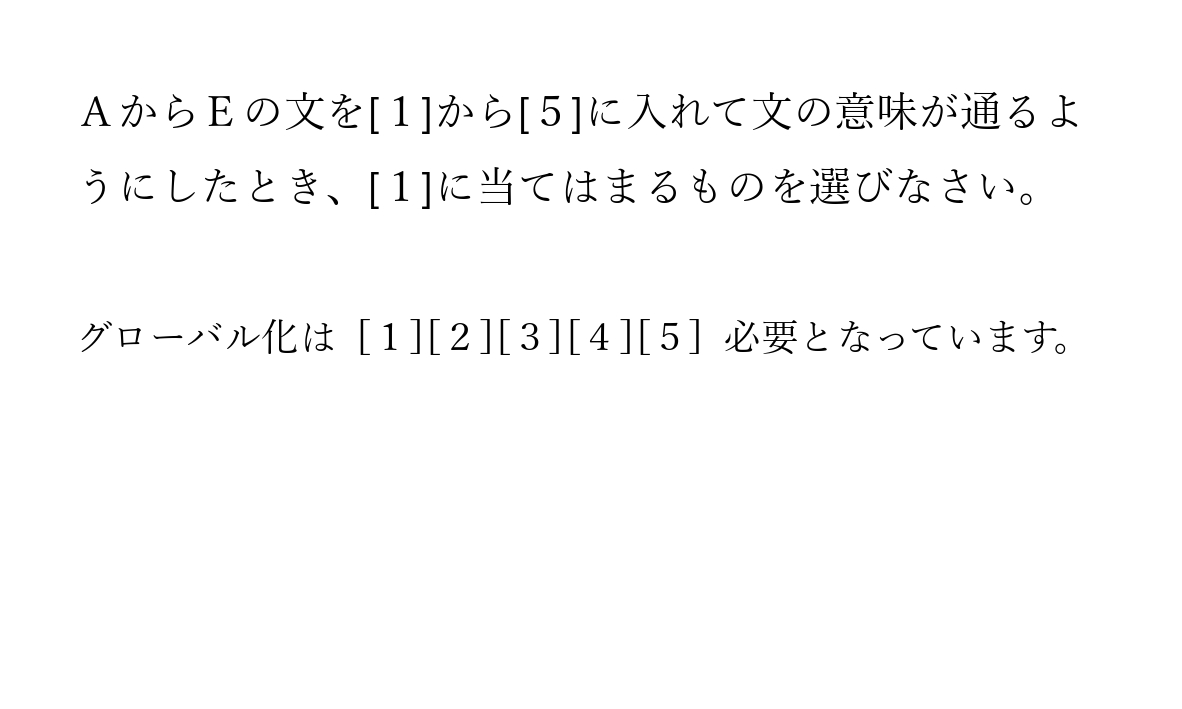 ＡからＥの文を[１]から[５]に入れて文の意味が通るよ
うにしたとき、[１]に当てはまるものを選びなさい。
グローバル化は［１][２][３][４][５］必要となっています。